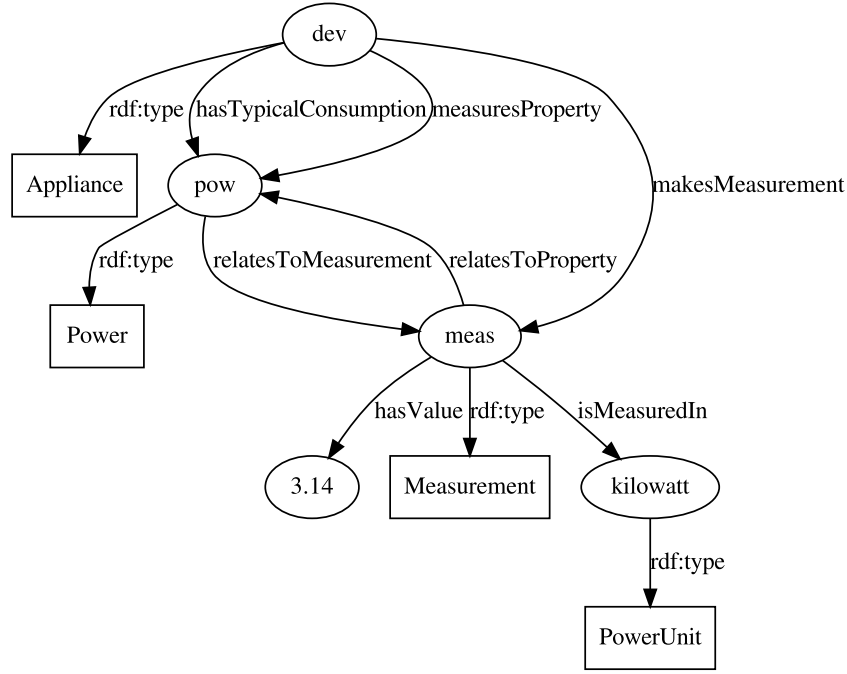 dev
rdf:type
hasTypicalConsumption
measuresProperty
Appliance
pow
makesMeasurement
rdf:type
relatesToMeasurement
relatesToProperty
Power
meas
hasValue
rdf:type
isMeasuredIn
3.14
Measurement
kilowatt
rdf:type
PowerUnit